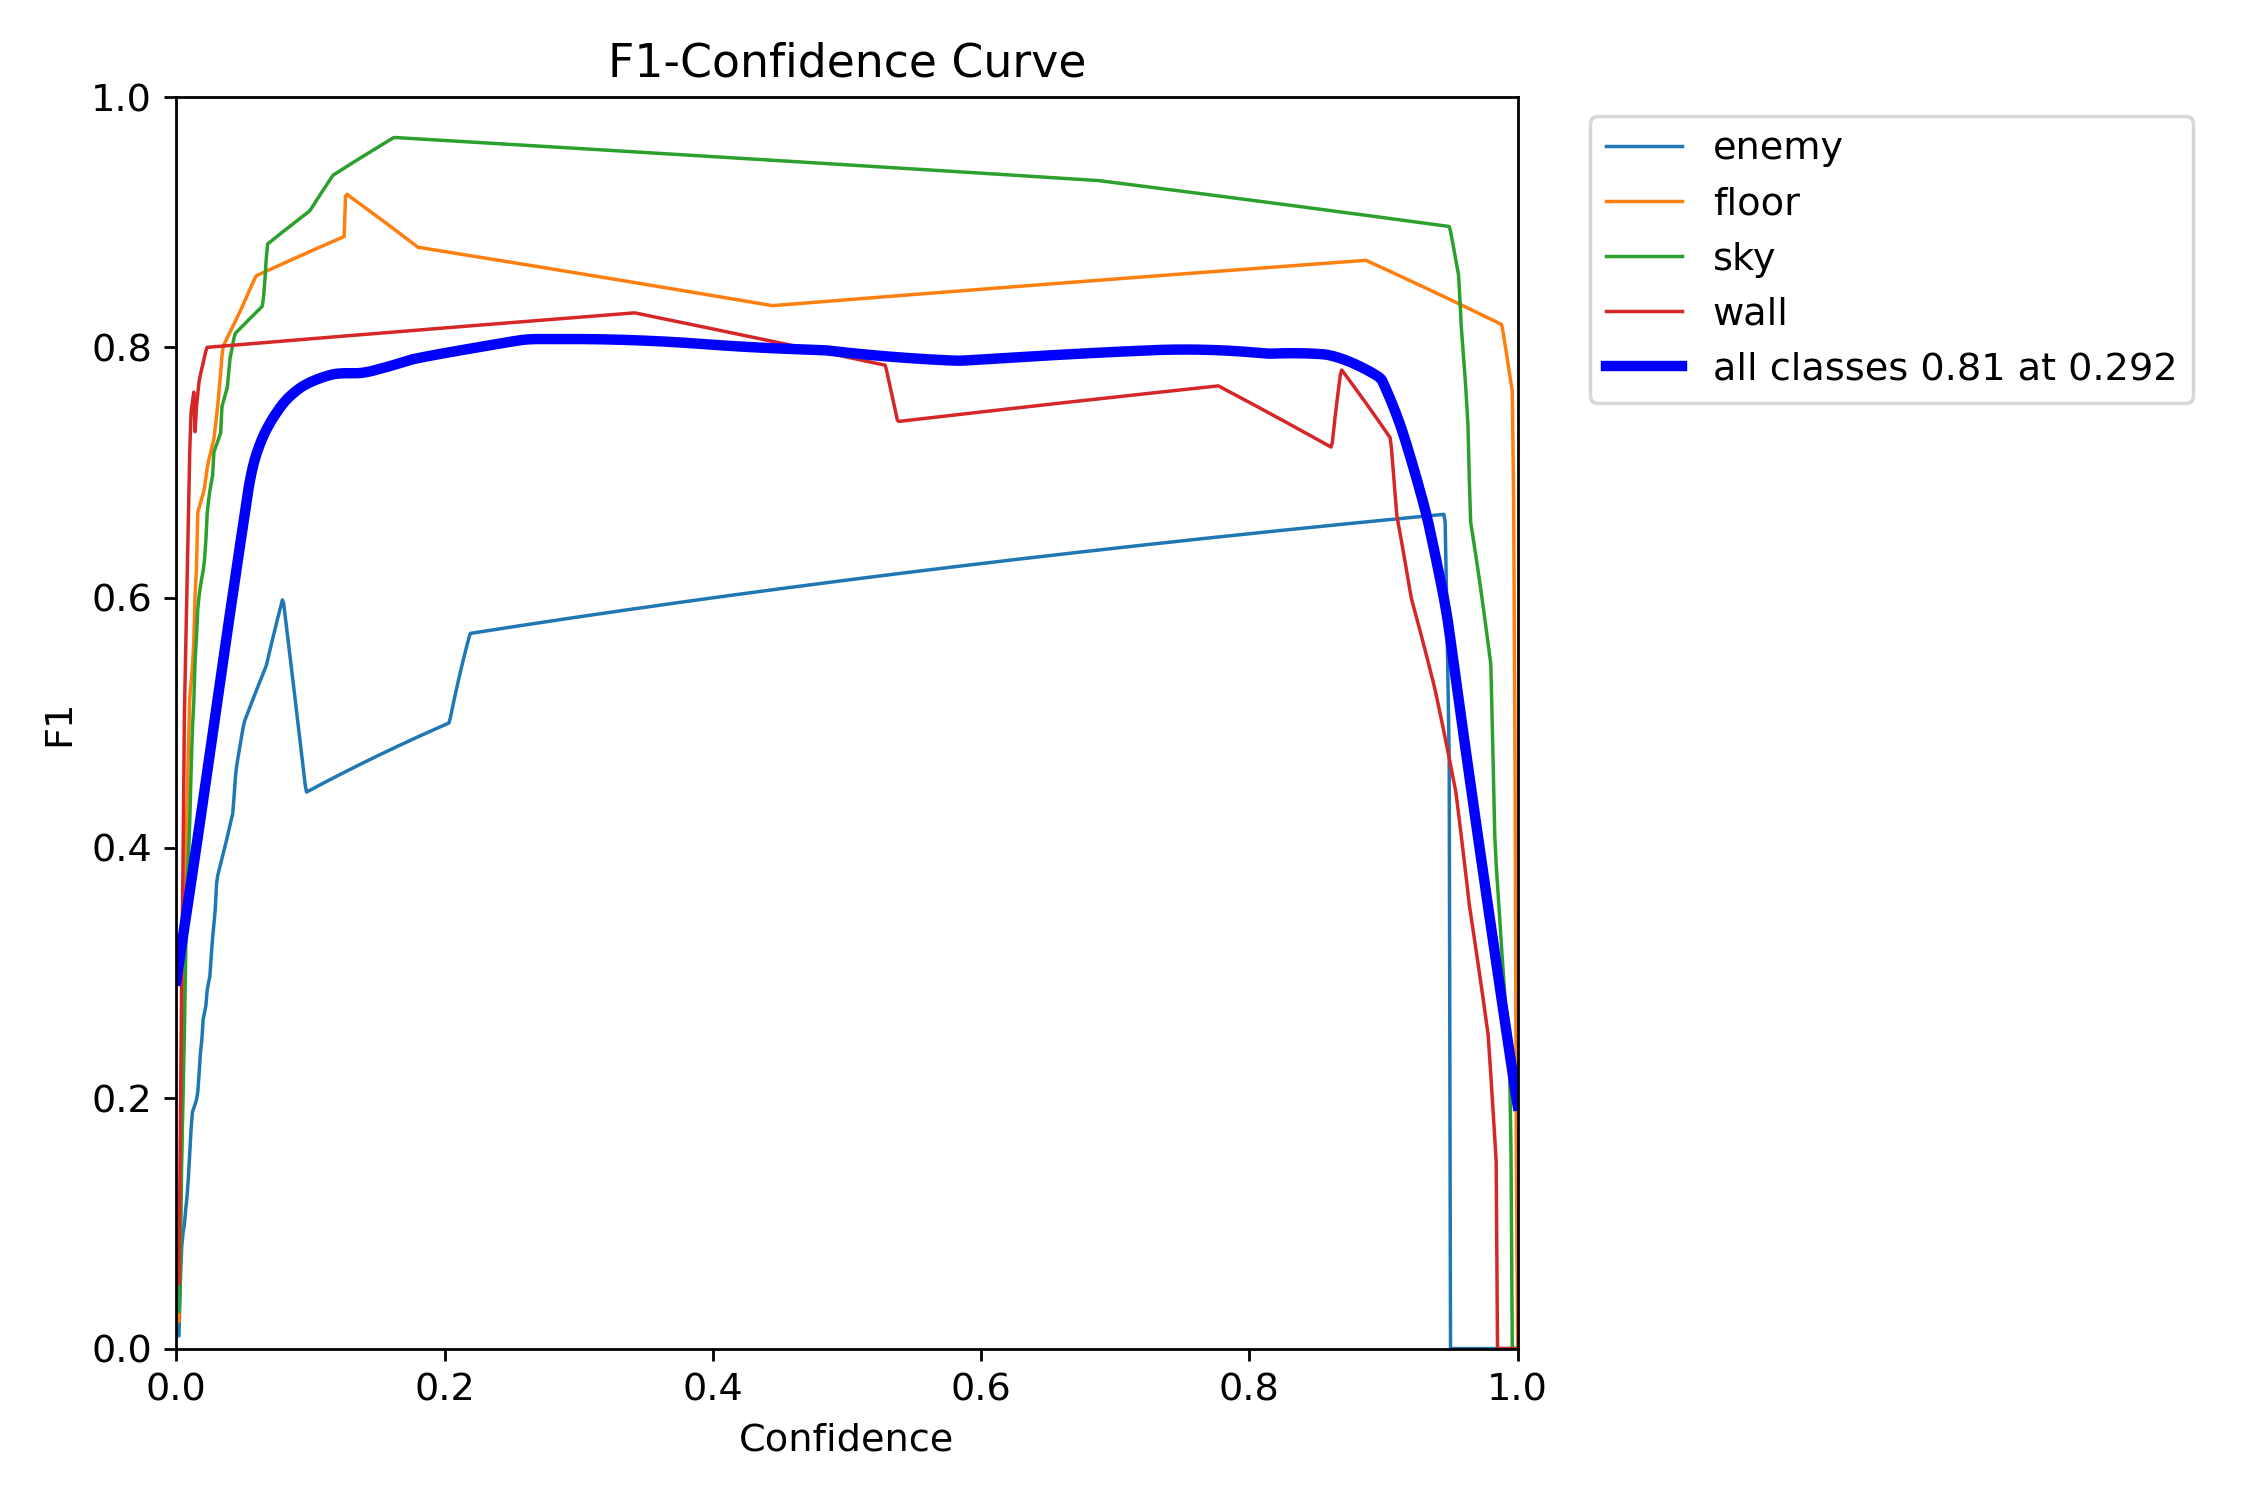 F1-Confidence Curve
1.0
0.8
0.6
0.4
0.2
0.0
F1
0.0 0.2 0.4 0.6 0.8 1.0
Confidence
enemy
floor
sky
wall
all classes 0.81 at 0.292